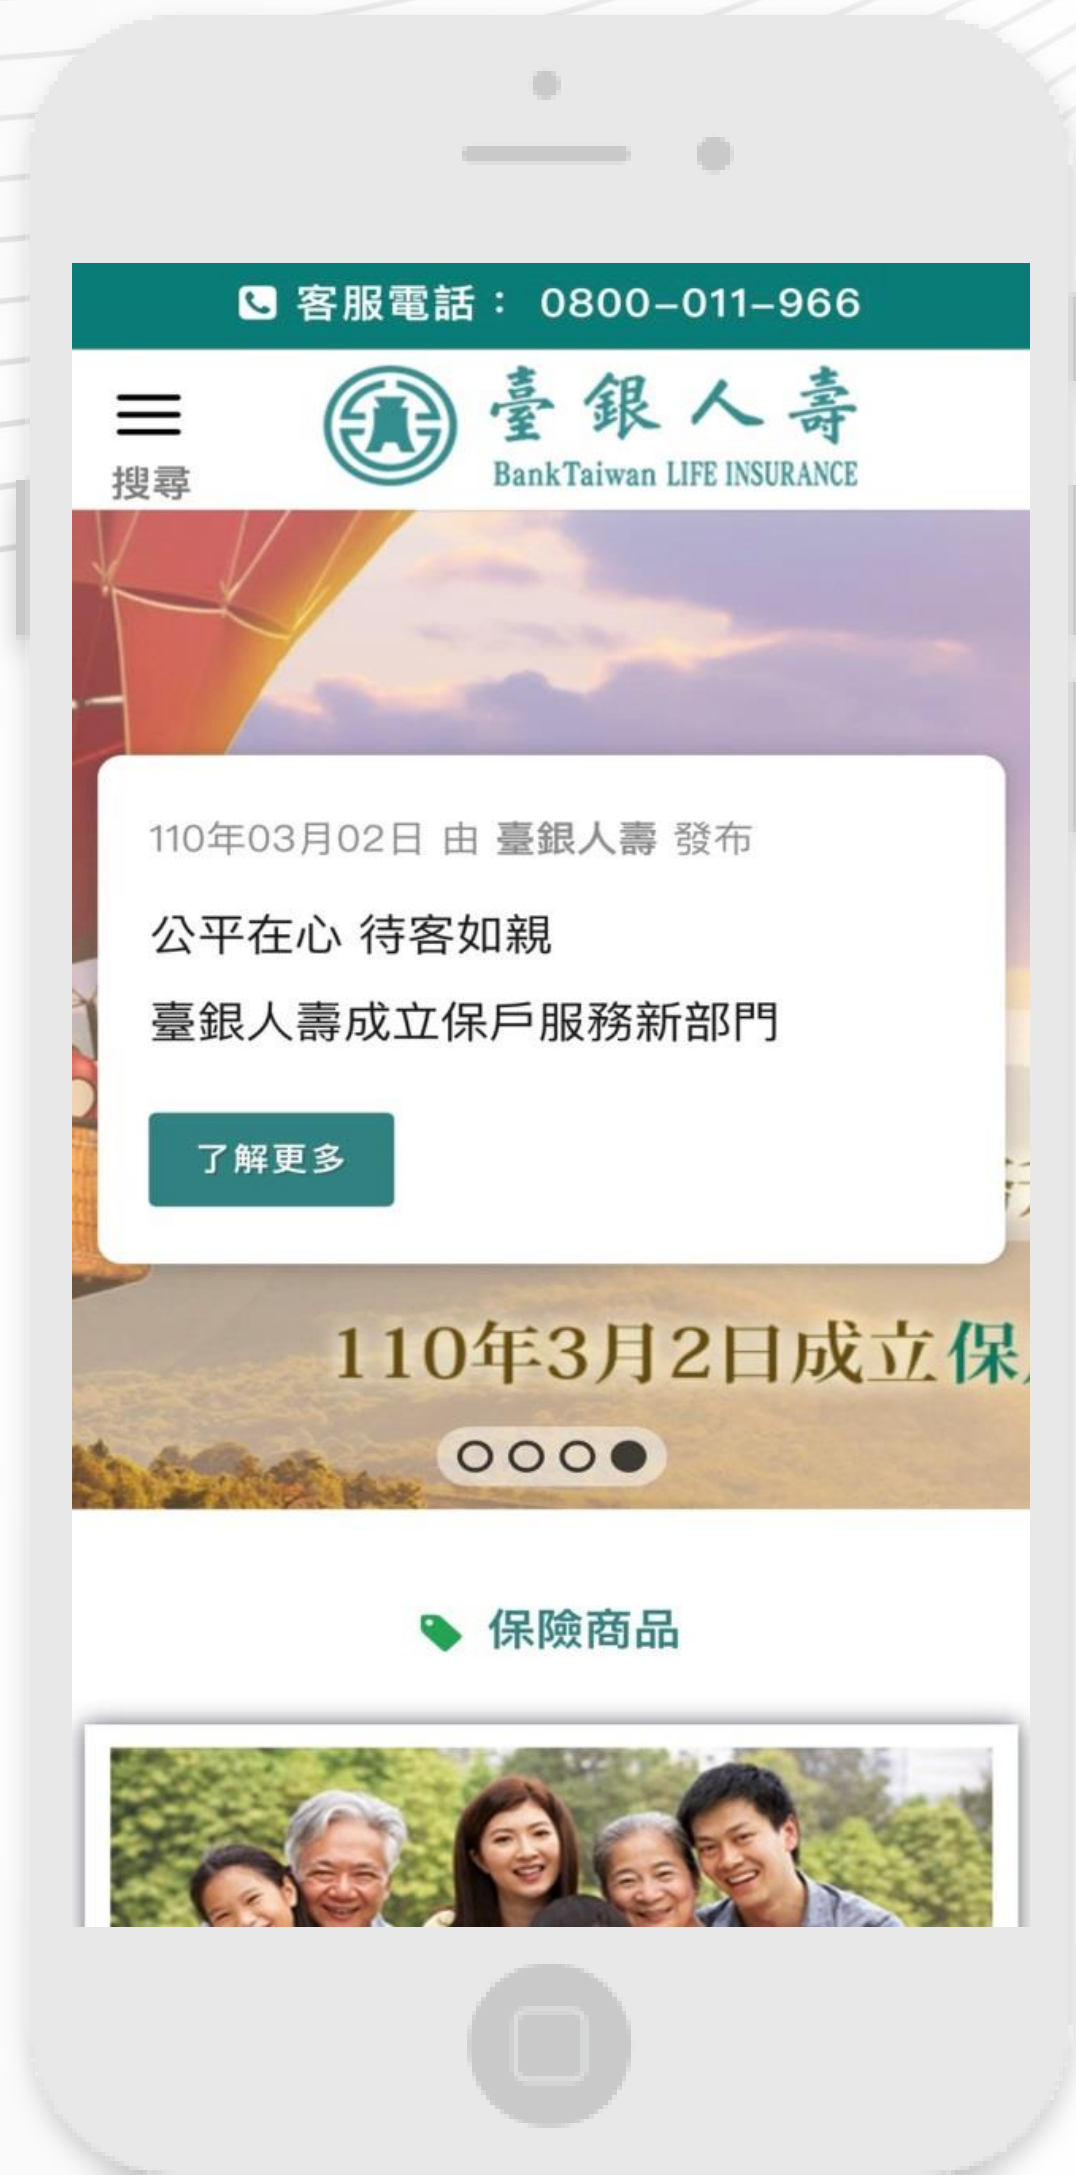 客服電話： 0800-011-966
搜尋
臺銀人壽
BankTaiwan LIFE INSURANCE
110年03月02日 由 臺銀人壽 發布
公平在心 待客如親
臺銀人壽成立保戶服務新部門
了解更多
110年3月2日成立保
保險商品